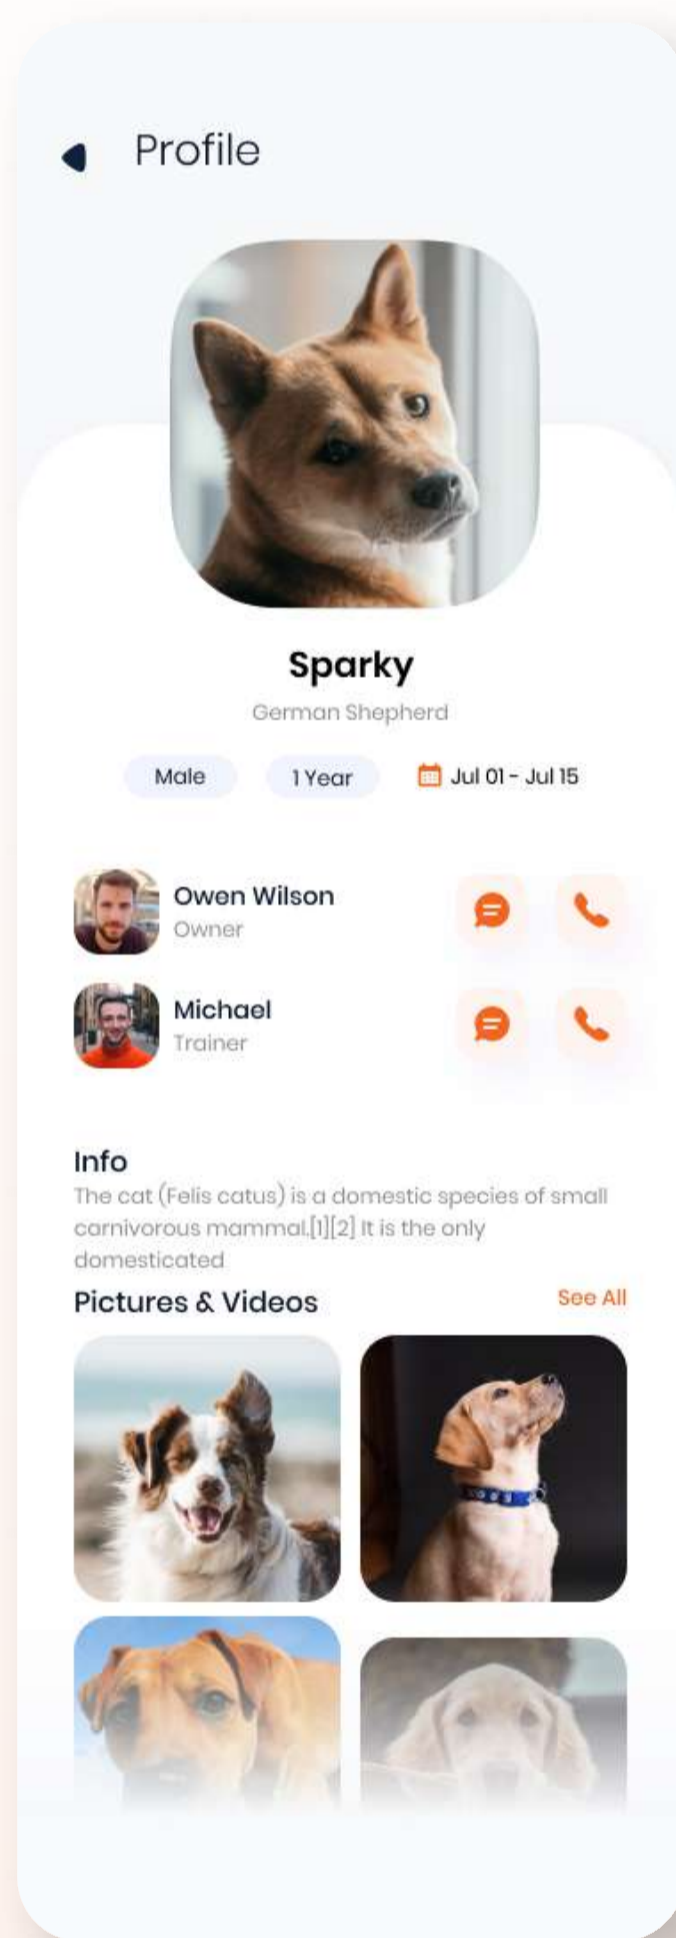 Profile
Sparky
German Shepherd
Male
1 Year
Jul 01 - Jul 15
Owen Wilson
Owner
Michael
Trainer
Info
The cat (Felis catus) is a domestic species of small
carnivorous mammal.[1][2] It is the only
domesticated
Pictures & Videos
See All